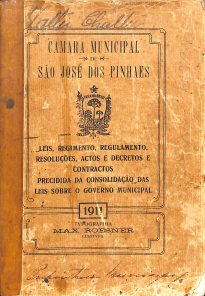 CAMARA MUNICIPAL
DE
SÃO JOSÉ DOS PINHAES
LEIS, REGIMENTO, REGULAMENTO,
RESOLUÇÕES, ACTOS E DECRETOS E
CONTRACTOS
PRECIDIDA DA CONSOLIDAÇÃO DAS
LEIS SOBRE O GOVERNO MUNICIPAL
1911
TYPOGRAPHIA
MAX ROESNER
CURITYBA